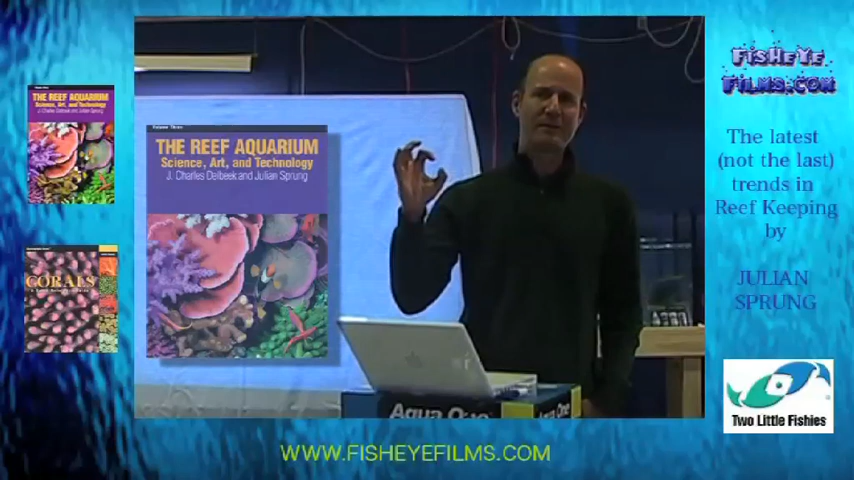 THE REEF AQUARIUM
Science, Art, and Technology
J. Charles Delbeek and Julian Sprung
CORALS
Volume Three
THE REEF AQUARIUM
Science, Art, and Technology
J. Charles Delbeek and Julian Sprung
Aqua One
Aqua One
FISHEYE
FILMS.COM
The latest
(not the last)
trends in
Reef Keeping
by
JULIAN
SPRUNG
Two Little Fishies
WWW.FISHEYEFILMS.COM